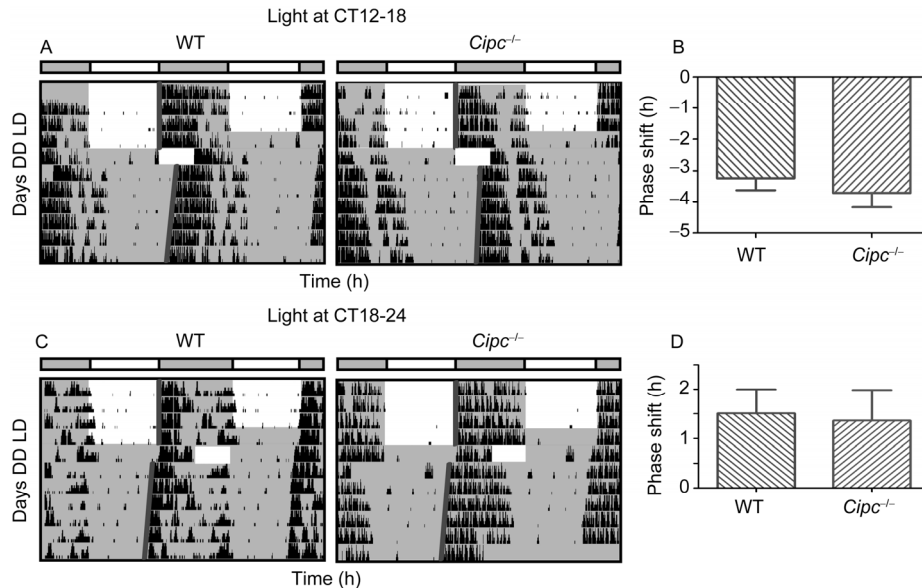 Light at CT12-18
A
WT
Cipc–/–
Days DD LD
Time (h)
B
Phase shift (h)
0
–1
–2
–3
–4
–5
WT
Cipc–/–
Light at CT18-24
C
WT
Cipc–/–
Days DD LD
Time (h)
D
Phase shift (h)
2
1
0
WT
Cipc–/–